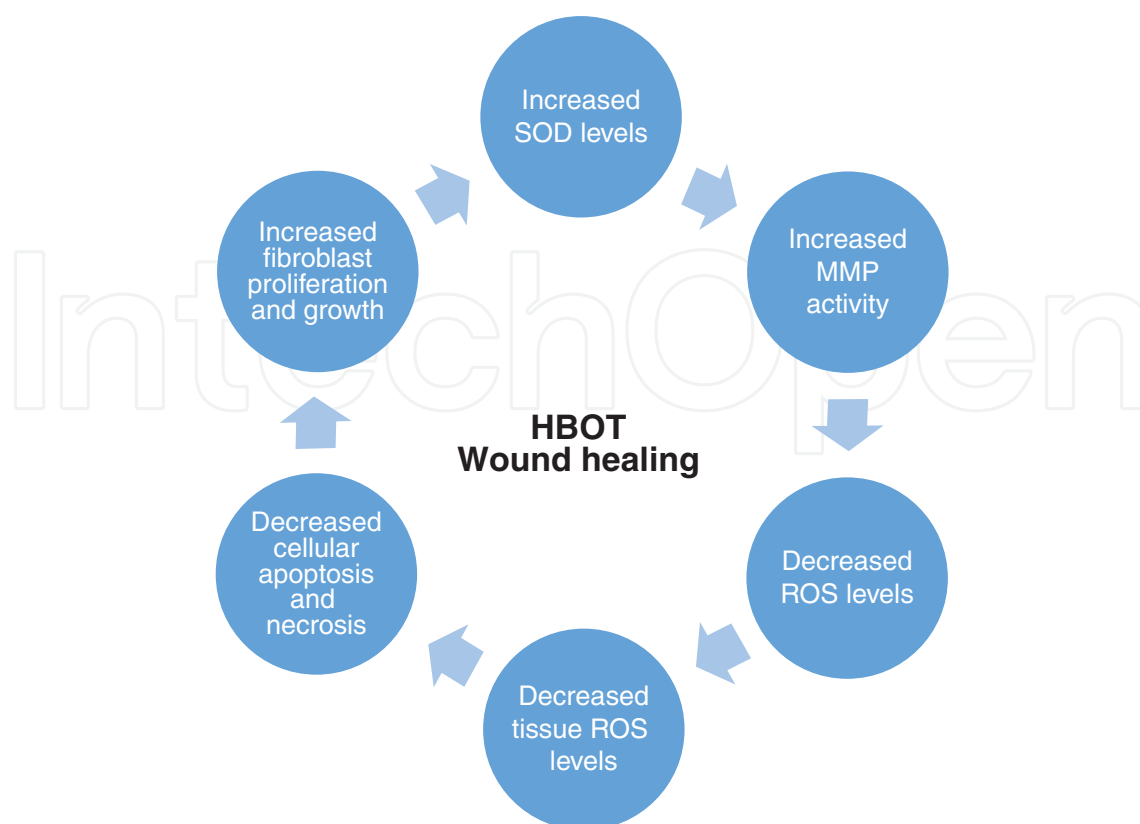 Increased
SOD levels
Increased
MMP
activity
Decreased
ROS levels
Decreased
tissue ROS
levels
Decreased
cellular
apoptosis
and
necrosis
Increased
fibroblast
proliferation
and growth
HBOT
Wound healing
IntechOpen